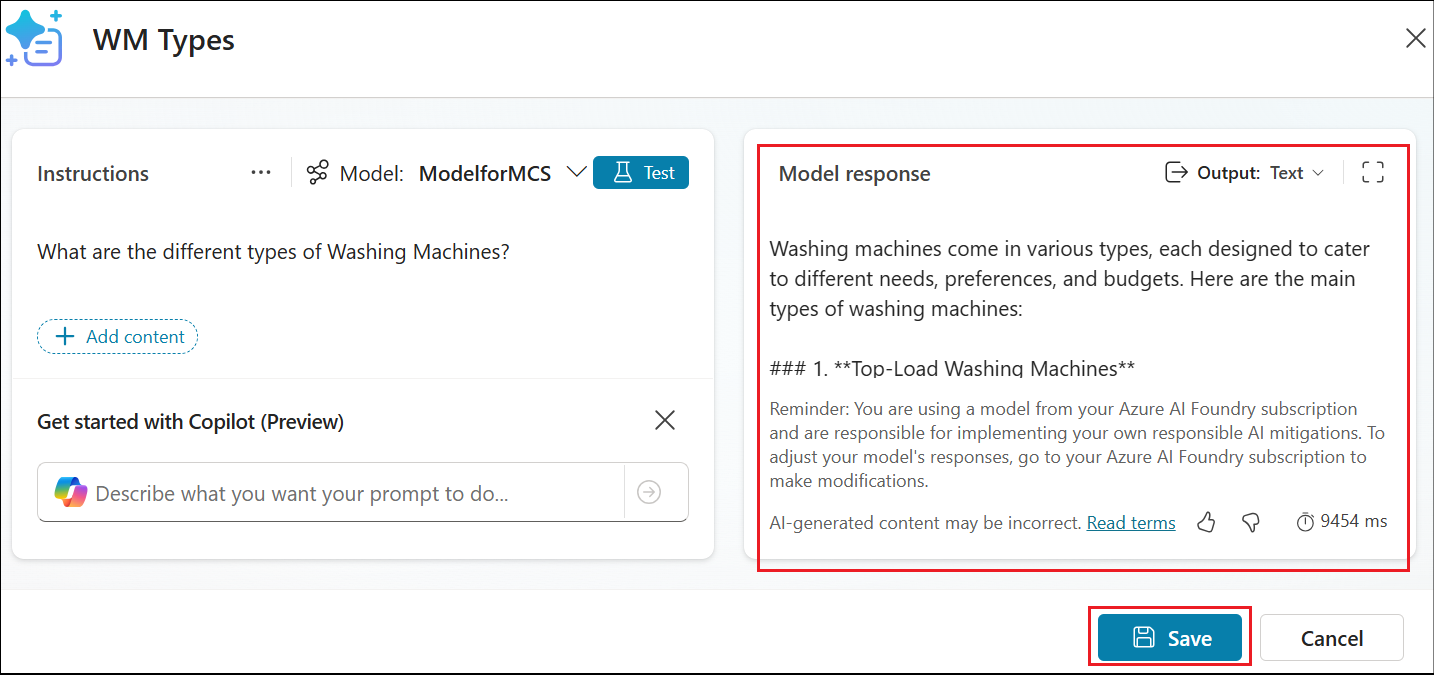 WM Types
Instructions
...
Model: ModelforMCS
Test
What are the different types of Washing Machines?
Add content
Get started with Copilot (Preview)
Describe what you want your prompt to do...
Model response
Output: Text
Washing machines come in various types, each designed to cater
to different needs, preferences, and budgets. Here are the main
types of washing machines:
### 1. **Top-Load Washing Machines**
Reminder: You are using a model from your Azure AI Foundry subscription
and are responsible for implementing your own responsible AI mitigations. To
adjust your model's responses, go to your Azure AI Foundry subscription to
make modifications.
AI-generated content may be incorrect. Read terms
9454 ms
Save
Cancel